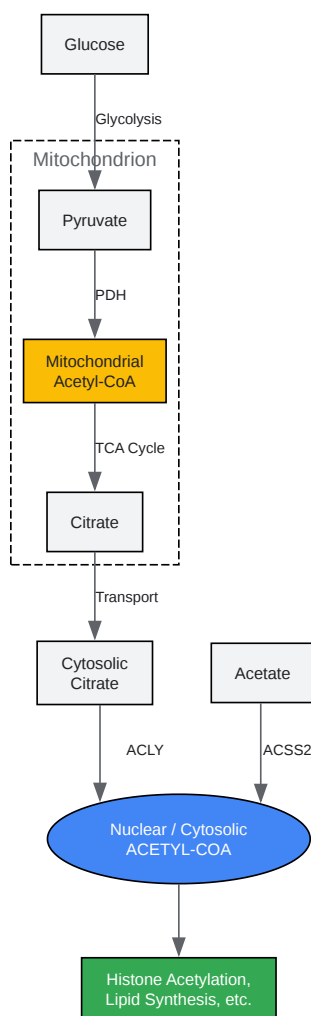 Glucose
Glycolysis
Mitochondrion
Pyruvate
PDH
Mitochondrial
Acetyl-CoA
TCA Cycle
Citrate
Transport
Cytosolic
Citrate
Acetate
ACLY
ACSS2
Nuclear / Cytosolic
ACETYL-COA
Histone Acetylation,
Lipid Synthesis, etc.